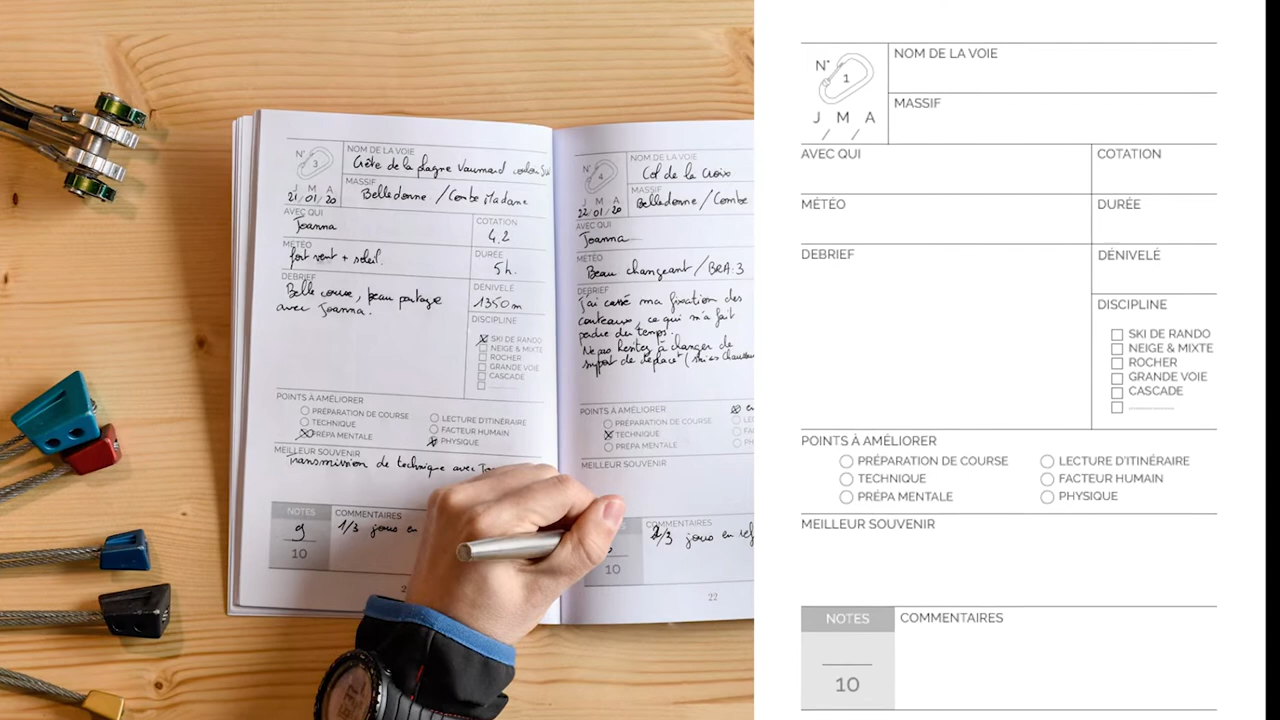 N° 3
NOM DE LA VOIE
Crête de la plagne Vaumard
MASSIF
Belledonne / Combe Madame
J M A
21/01/20
AVEC QUI
Joanna
COTATION
4.2
MÉTÉO
fort vent + soleil.
DURÉE
5h.
DEBRIEF
Belle course, beau partage
avec Joanna.
DÉNIVELÉ
1350m
DISCIPLINE
SKI DE RANDO
NEIGE & MIXTE
ROCHER
GRANDE VOIE
CASCADE
POINTS À AMÉLIORER
PRÉPARATION DE COURSE
TECHNIQUE
PRÉPA MENTALE
LECTURE D'ITINÉRAIRE
FACTEUR HUMAIN
PHYSIQUE
MEILLEUR SOUVENIR
Transmission de technique avec
NOTES
9
10
COMMENTAIRES
1/3 jours en
N° 4
NOM DE LA VOIE
Col de la Croix
MASSIF
Belledonne / Combe
J M A
22/01/20
AVEC QUI
Joanna
MÉTÉO
Beau changeant / BRA:3
DEBRIEF
J'ai cassé ma fixation des
couteaux, ce qui m'a fait
perdre du temps.
Ne pas hésiter à changer de
POINTS À AMÉLIORER
PRÉPARATION DE COURSE
TECHNIQUE
PRÉPA MENTALE
MEILLEUR SOUVENIR
COMMENTAIRES
2/3 jours en
10
22
N° 1
NOM DE LA VOIE
MASSIF
J M A
/ /
AVEC QUI
COTATION
MÉTÉO
DURÉE
DEBRIEF
DÉNIVELÉ
DISCIPLINE
SKI DE RANDO
NEIGE & MIXTE
ROCHER
GRANDE VOIE
CASCADE
POINTS À AMÉLIORER
PRÉPARATION DE COURSE
TECHNIQUE
PRÉPA MENTALE
LECTURE D'ITINÉRAIRE
FACTEUR HUMAIN
PHYSIQUE
MEILLEUR SOUVENIR
NOTES
COMMENTAIRES
10